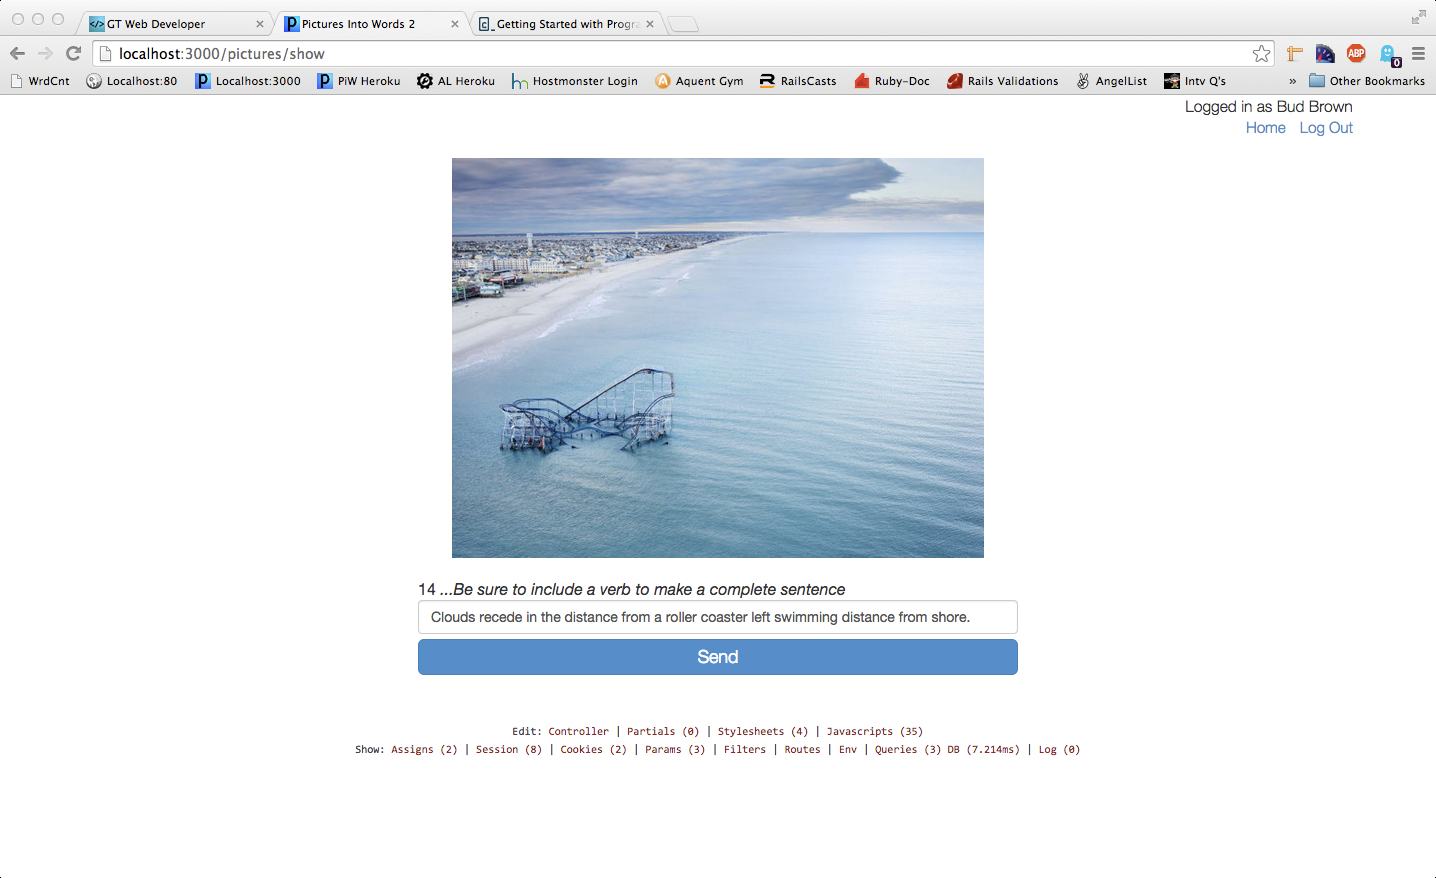 GT Web Developer
Pictures Into Words 2
Getting Started with Progra
localhost:3000/pictures/show
ABP
0
WrdCnt
Localhost:80
Localhost:3000
PiW Heroku
AL Heroku
Hostmonster Login
Aquent Gym
RailsCasts
Ruby-Doc
Rails Validations
AngelList
Intv Q's
»
Other Bookmarks
Logged in as Bud Brown
Home Log Out
14 ...Be sure to include a verb to make a complete sentence
Clouds recede in the distance from a roller coaster left swimming distance from shore.
Send
Edit: Controller | Partials (0) | Stylesheets (4) | Javascripts (35)
Show: Assigns (2) | Session (8) | Cookies (2) | Params (3) | Filters | Routes | Env | Queries (3) DB (7.214ms) | Log (0)